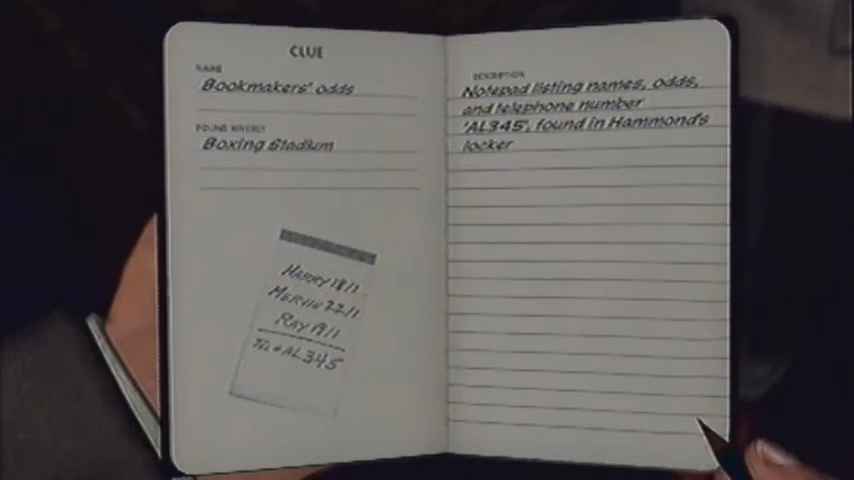 CLUE
NAME
Bookmakers' odds
FOUND WHERE?
Boxing Stadium
HARRY 18/1
MERVIN 22/1
RAY 19/1
TEL # AL345
DESCRIPTION
Notepad listing names, odds,
and telephone number
'AL345', found in Hammond's
locker